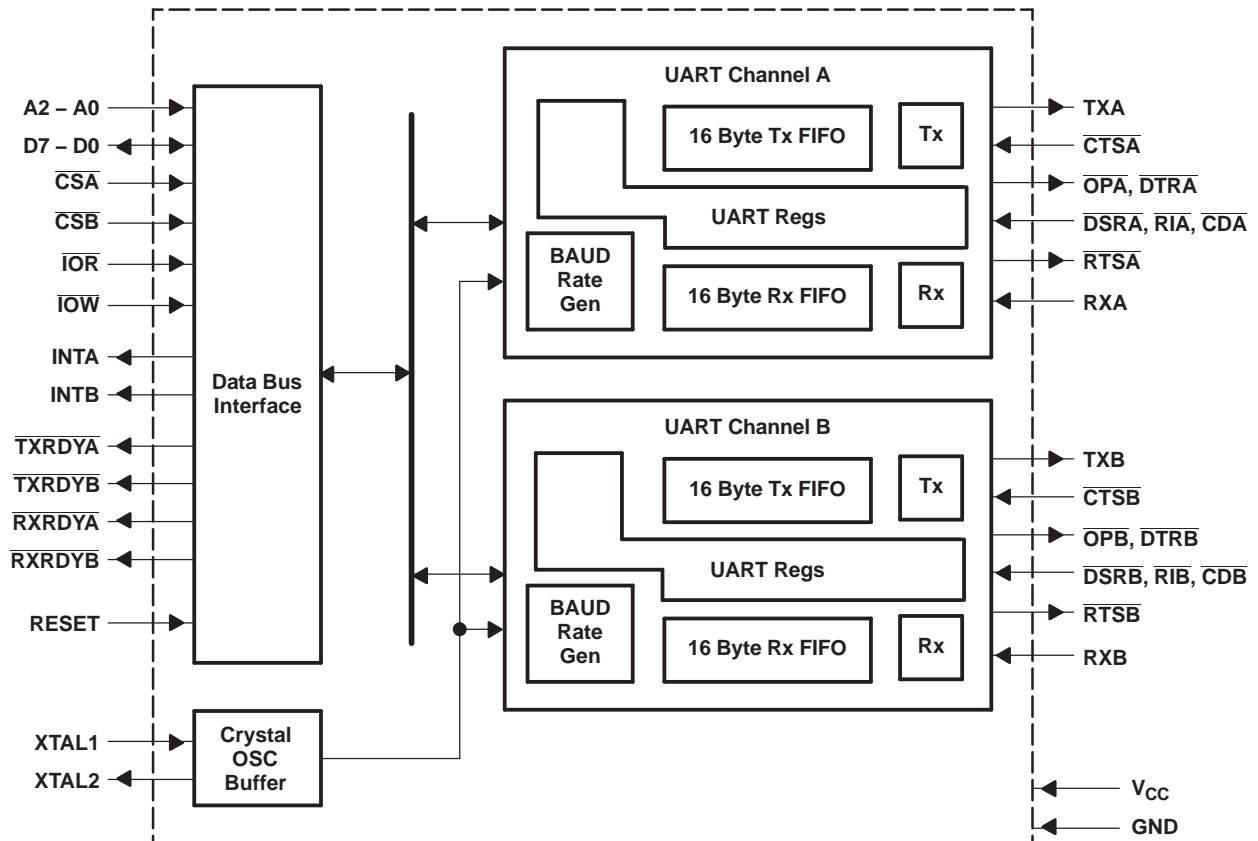 A2 – A0
D7 – D0
CSA
CSB
IOR
IOW
INTA
INTB
TXRDYA
TXRDYB
RXRDYA
RXRDYB
RESET
XTAL1
XTAL2
Data Bus
Interface
Crystal
OSC
Buffer
UART Channel A
16 Byte Tx FIFO
Tx
UART Regs
BAUD
Rate
Gen
16 Byte Rx FIFO
Rx
UART Channel B
16 Byte Tx FIFO
Tx
UART Regs
BAUD
Rate
Gen
16 Byte Rx FIFO
Rx
TXA
CTSA
OPA, DTRA
DSRA, RIA, CDA
RTSA
RXA
TXB
CTSB
OPB, DTRB
DSRB, RIB, CDB
RTSB
RXB
VCC
GND